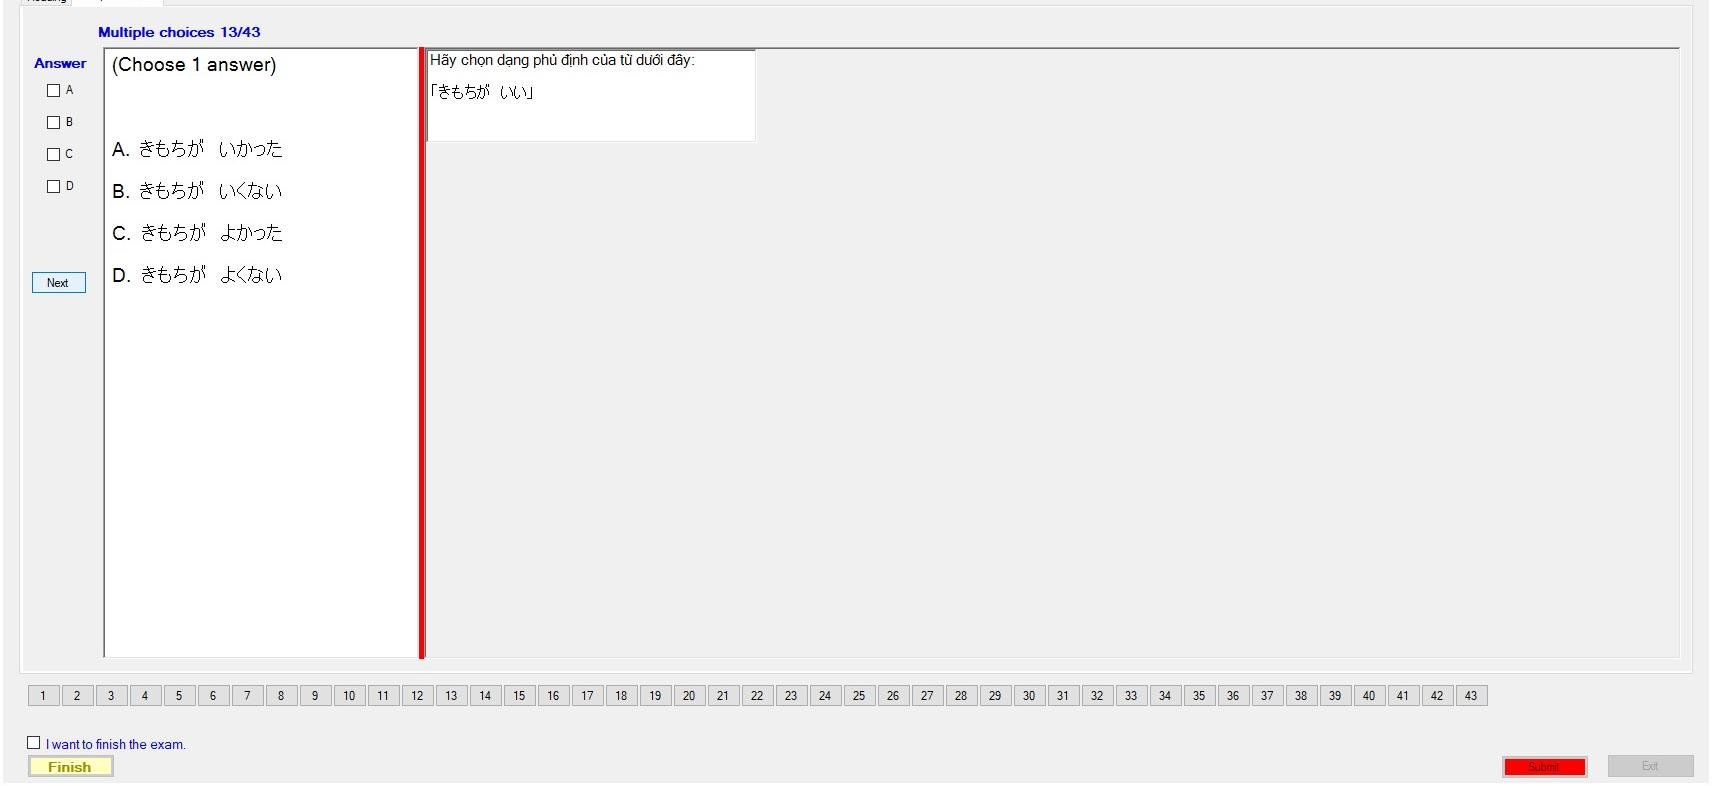 Multiple choices 13/43
Answer
A
B
C
D
Next
(Choose 1 answer)
A. きもちが　いかった
B. きもちが　いくない
C. きもちが　よかった
D. きもちが　よくない
Hãy chọn dạng phủ định của từ dưới đây:
「きもちが　いい」
1 2 3 4 5 6 7 8 9 10 11 12 13 14 15 16 17 18 19 20 21 22 23 24 25 26 27 28 29 30 31 32 33 34 35 36 37 38 39 40 41 42 43
I want to finish the exam.
Finish
Submit
Exit